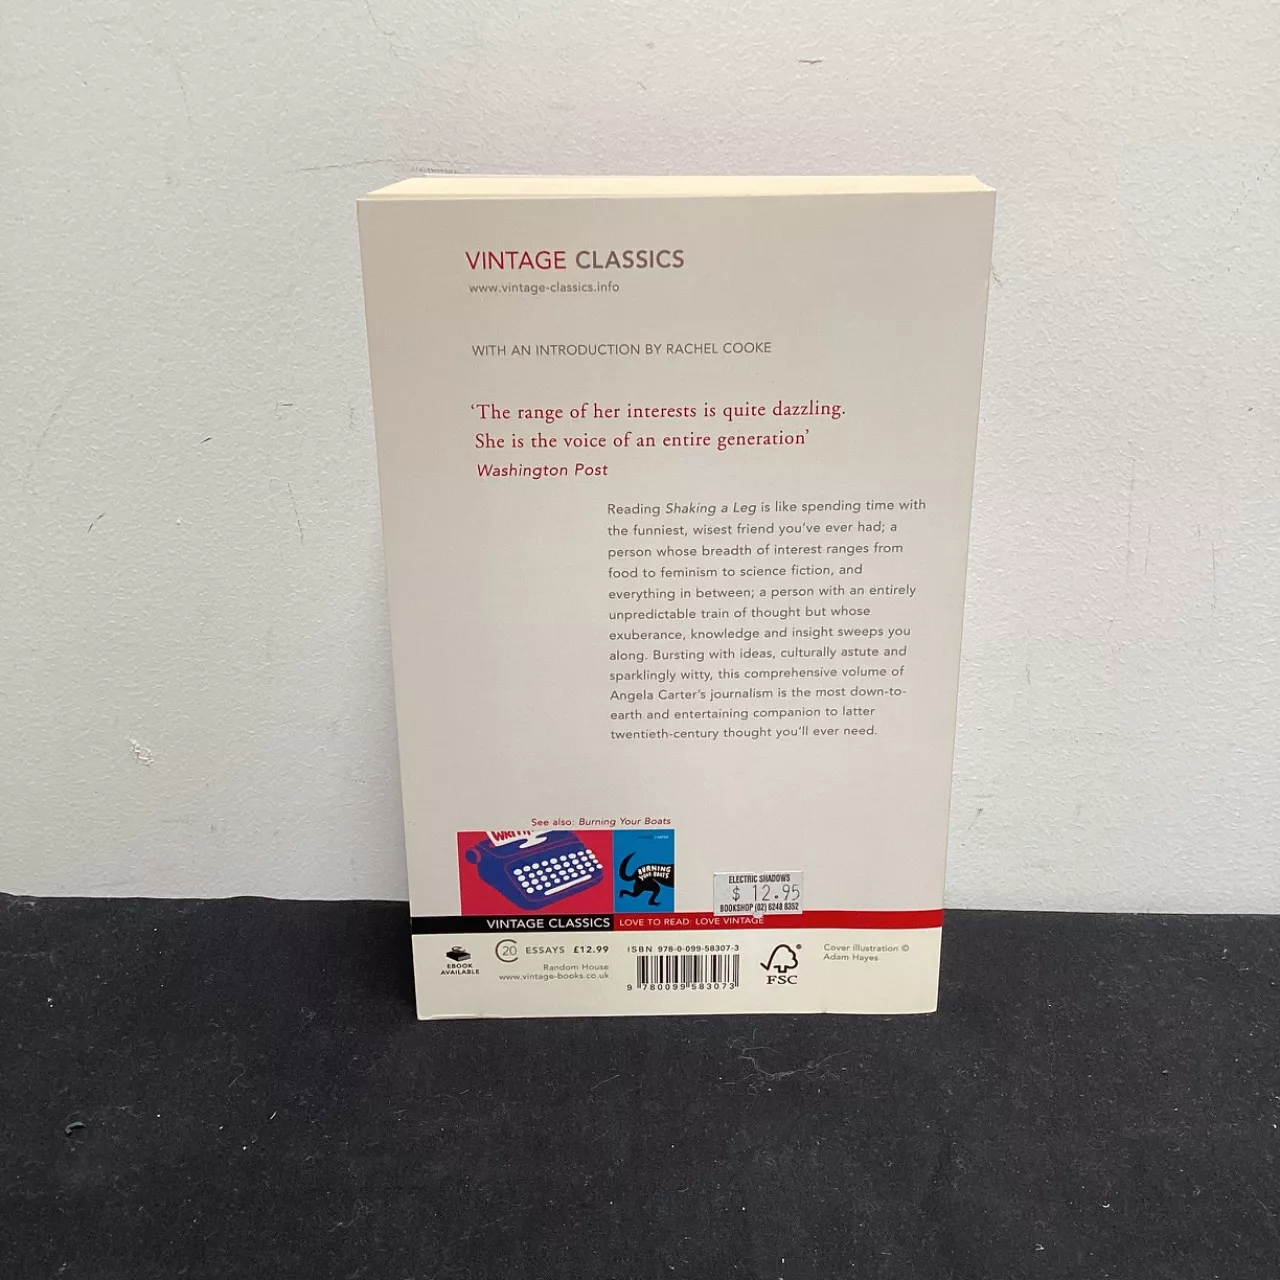 VINTAGE CLASSICS
www.vintage-classics.info
WITH AN INTRODUCTION BY RACHEL COOKE
‘The range of her interests is quite dazzling.
She is the voice of an entire generation’
Washington Post
Reading Shaking a Leg is like spending time with
the funniest, wisest friend you’ve ever had; a
person whose breadth of interest ranges from
food to feminism to science fiction, and
everything in between; a person with an entirely
unpredictable train of thought but whose
exuberance, knowledge and insight sweeps you
along. Bursting with ideas, culturally astute and
sparklingly witty, this comprehensive volume of
Angela Carter’s journalism is the most down-to-
earth and entertaining companion to latter
twentieth-century thought you’ll ever need.
See also: Burning Your Boats
BURNING
YOUR BOATS
ELECTRIC SHADOWS
$ 12.95
BOOKSHOP (02) 6248 8352
VINTAGE CLASSICS LOVE TO READ: LOVE VINTAGE
EBOOK
AVAILABLE
20 ESSAYS £12.99
Random House
www.vintage-books.co.uk
ISBN 978-0-099-58307-3
9 780099 583073
FSC
Cover illustration ©
Adam Hayes